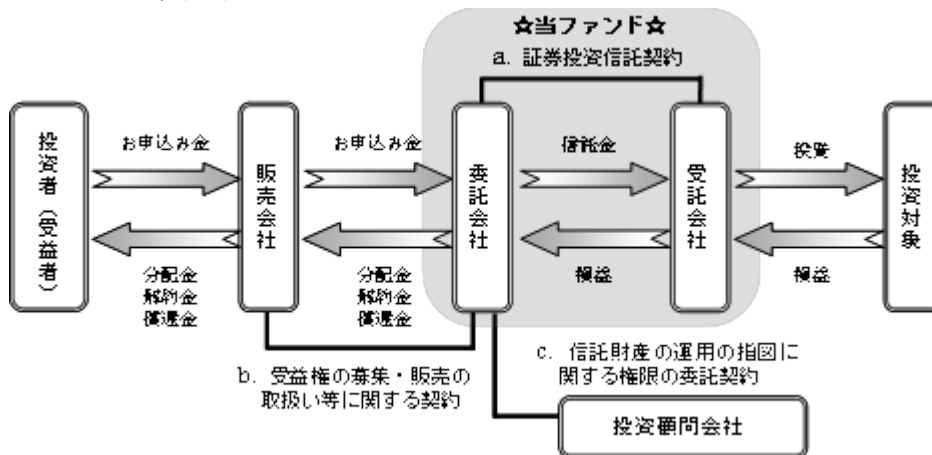 ☆当ファンド☆
a. 証券投資信託契約
投資者（受益者）
お申込み金
販売会社
お申込み金
委託会社
信託金
受託会社
投資
投資対象
分配金
解約金
償還金
分配金
解約金
償還金
損益
損益
b. 受益権の募集・販売の
取扱い等に関する契約
c. 信託財産の運用の指図に
関する権限の委託契約
投資顧問会社